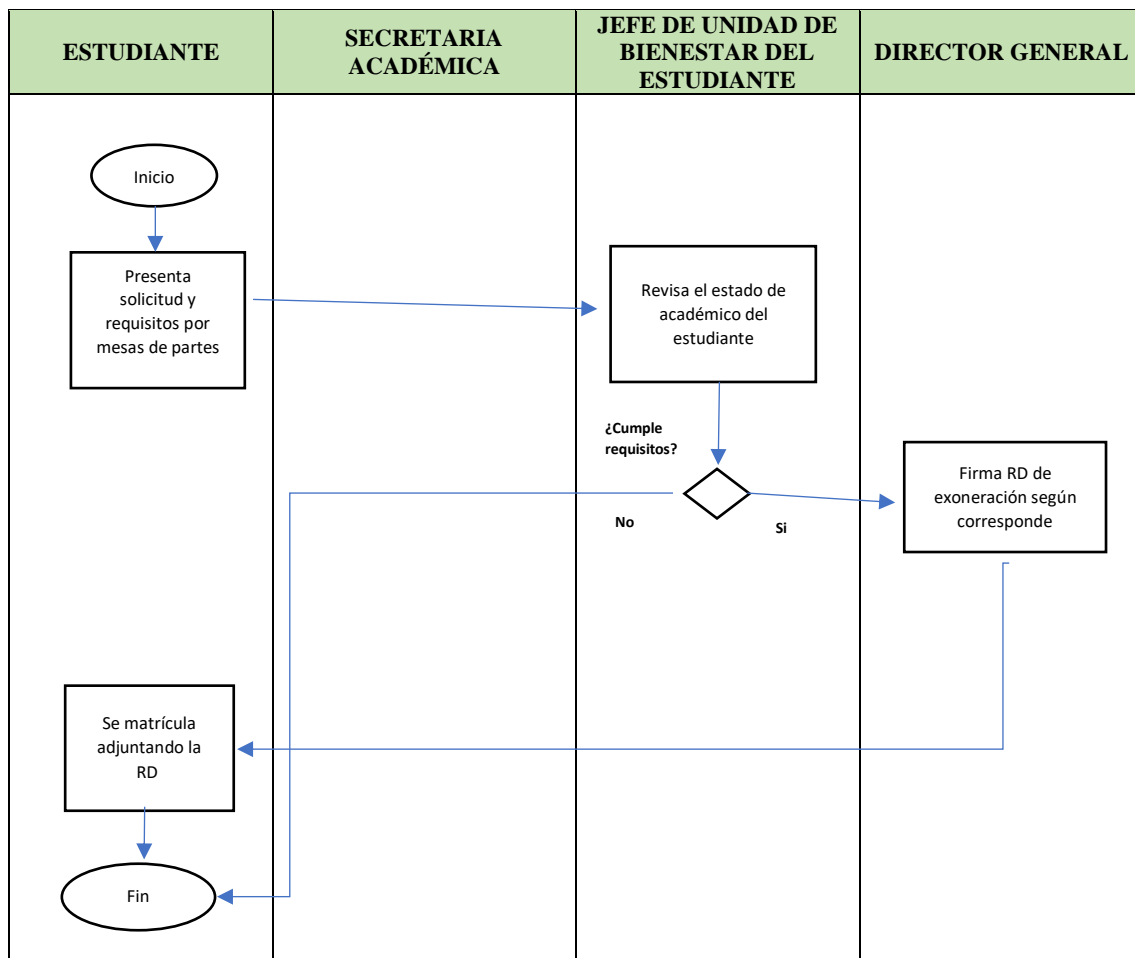 ESTUDIANTE
SECRETARIA
ACADÉMICA
JEFE DE UNIDAD DE
BIENESTAR DEL
ESTUDIANTE
DIRECTOR GENERAL
Inicio
Presenta
solicitud y
requisitos por
mesas de partes
Revisa el estado de
académico del
estudiante
¿Cumple
requisitos?
No
Si
Firma RD de
exoneración según
corresponde
Se matrícula
adjuntando la
RD
Fin